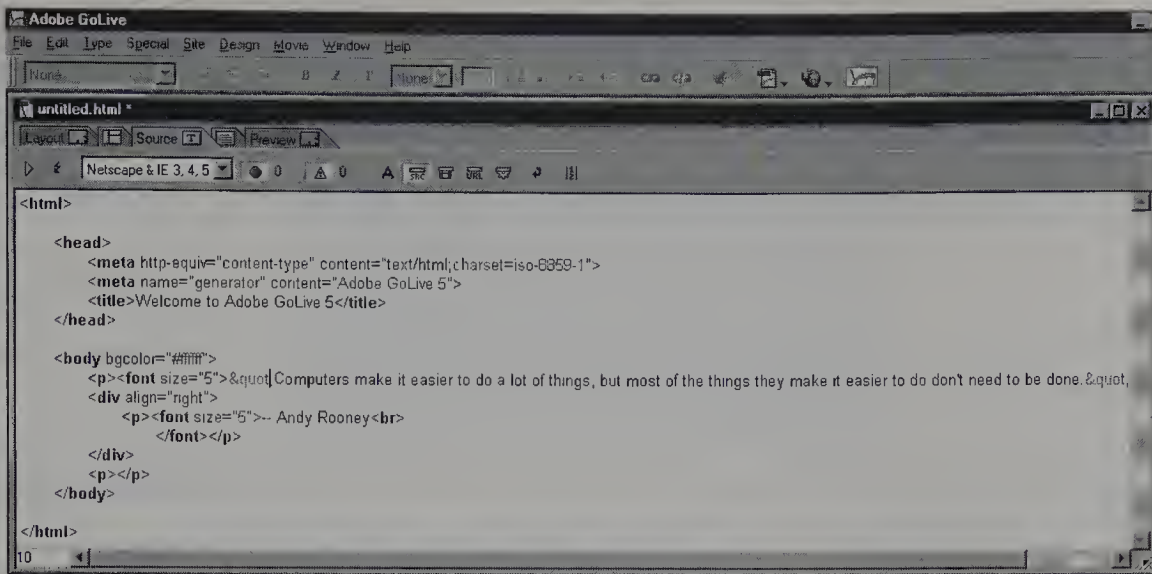 Adobe GoLive
File Edit Type Special Site Design Movie Window Help
None B I T None
untitled.html *
Layout Source Preview
Netscape & IE 3, 4, 5 0 0 A SRC URL
<html>
<head>
<meta http-equiv="content-type" content="text/html;charset=iso-8859-1">
<meta name="generator" content="Adobe GoLive 5">
<title>Welcome to Adobe GoLive 5</title>
</head>
<body bgcolor="#ffffff">
<p><font size="5">&quot;Computers make it easier to do a lot of things, but most of the things they make it easier to do don't need to be done.&quot;
<div align="right">
<p><font size="5">-- Andy Rooney<br>
</font></p>
</div>
<p></p>
</body>
</html>
10